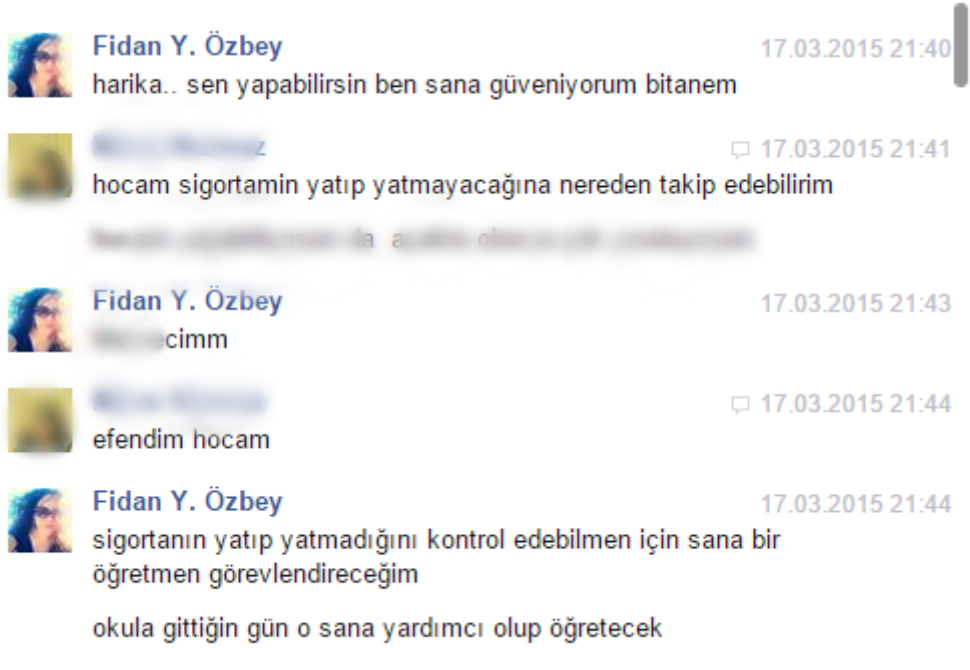 Fidan Y. Özbey 17.03.2015 21:40
harika.. sen yapabilirsin ben sana güveniyorum bitanem
17.03.2015 21:41
hocam sigortamin yatıp yatmayacağına nereden takip edebilirim
Fidan Y. Özbey 17.03.2015 21:43
cimm
17.03.2015 21:44
efendim hocam
Fidan Y. Özbey 17.03.2015 21:44
sigortanın yatıp yatmadığını kontrol edebilmen için sana bir
öğretmen görevlendireceğim
okula gittiğin gün o sana yardımcı olup öğretecek